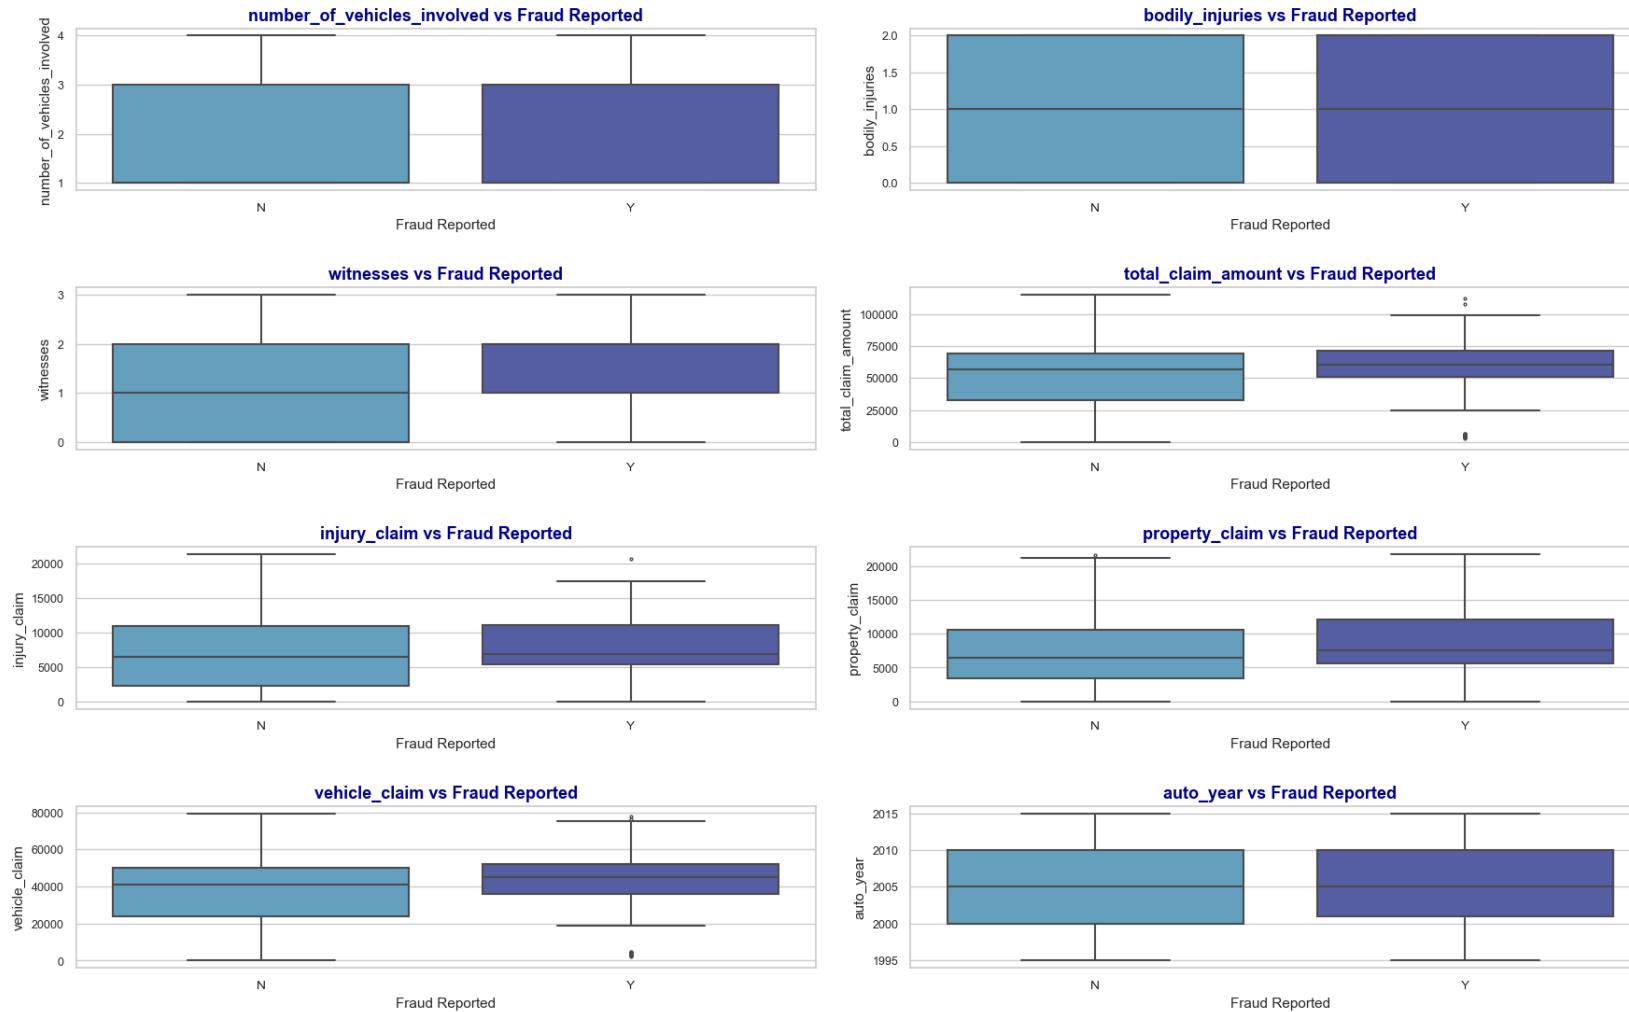 number_of_vehicles_involved vs Fraud Reported
number_of_vehicles_involved
4
3
2
1
N
Y
Fraud Reported
bodily_injuries vs Fraud Reported
bodily_injuries
2.0
1.5
1.0
0.5
0.0
N
Y
Fraud Reported
witnesses vs Fraud Reported
witnesses
3
2
1
0
N
Y
Fraud Reported
total_claim_amount vs Fraud Reported
total_claim_amount
100000
75000
50000
25000
0
N
Y
Fraud Reported
injury_claim vs Fraud Reported
injury_claim
20000
15000
10000
5000
0
N
Y
Fraud Reported
property_claim vs Fraud Reported
property_claim
20000
15000
10000
5000
0
N
Y
Fraud Reported
vehicle_claim vs Fraud Reported
vehicle_claim
80000
60000
40000
20000
0
N
Y
Fraud Reported
auto_year vs Fraud Reported
auto_year
2015
2010
2005
2000
1995
N
Y
Fraud Reported